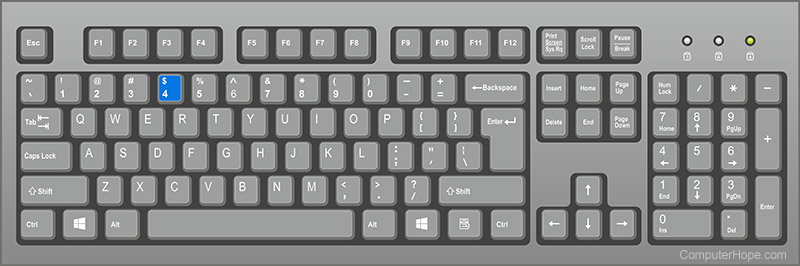 Esc F1 F2 F3 F4 F5 F6 F7 F8 F9 F10 F11 F12 Print Screen Sys Rq Scroll Lock Pause Break
~ ` ! 1 @ 2 # 3 $ 4 % 5 ^ 6 & 7 * 8 ( 9 ) 0 – - + = ←Backspace Insert Home Page Up Num Lock / * –
Tab Q W E R T Y U I O P { [ } ] Enter Delete End Page Down 7 Home 8 ↑ 9 PgUp +
Caps Lock A S D F G H J K L : ; " ' | \ 4 ← 5 6 →
⇧Shift Z X C V B N M < , > . ? / ⇧Shift ↑ 1 End 2 ↓ 3 PgDn Enter
Ctrl Alt Alt Ctrl ← ↓ → 0 Ins . Del
ComputerHope.com